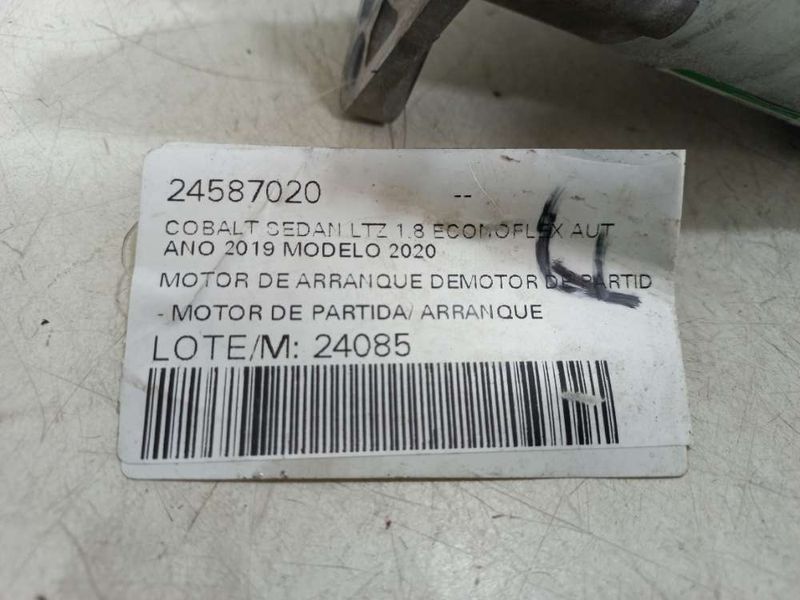 24587020 --
COBALT SEDAN LTZ 1.8 ECONOFLEX AUT
ANO 2019 MODELO 2020
MOTOR DE ARRANQUE DEMOTOR DE PARTID
- MOTOR DE PARTIDA/ ARRANQUE
LOTE/M: 24085